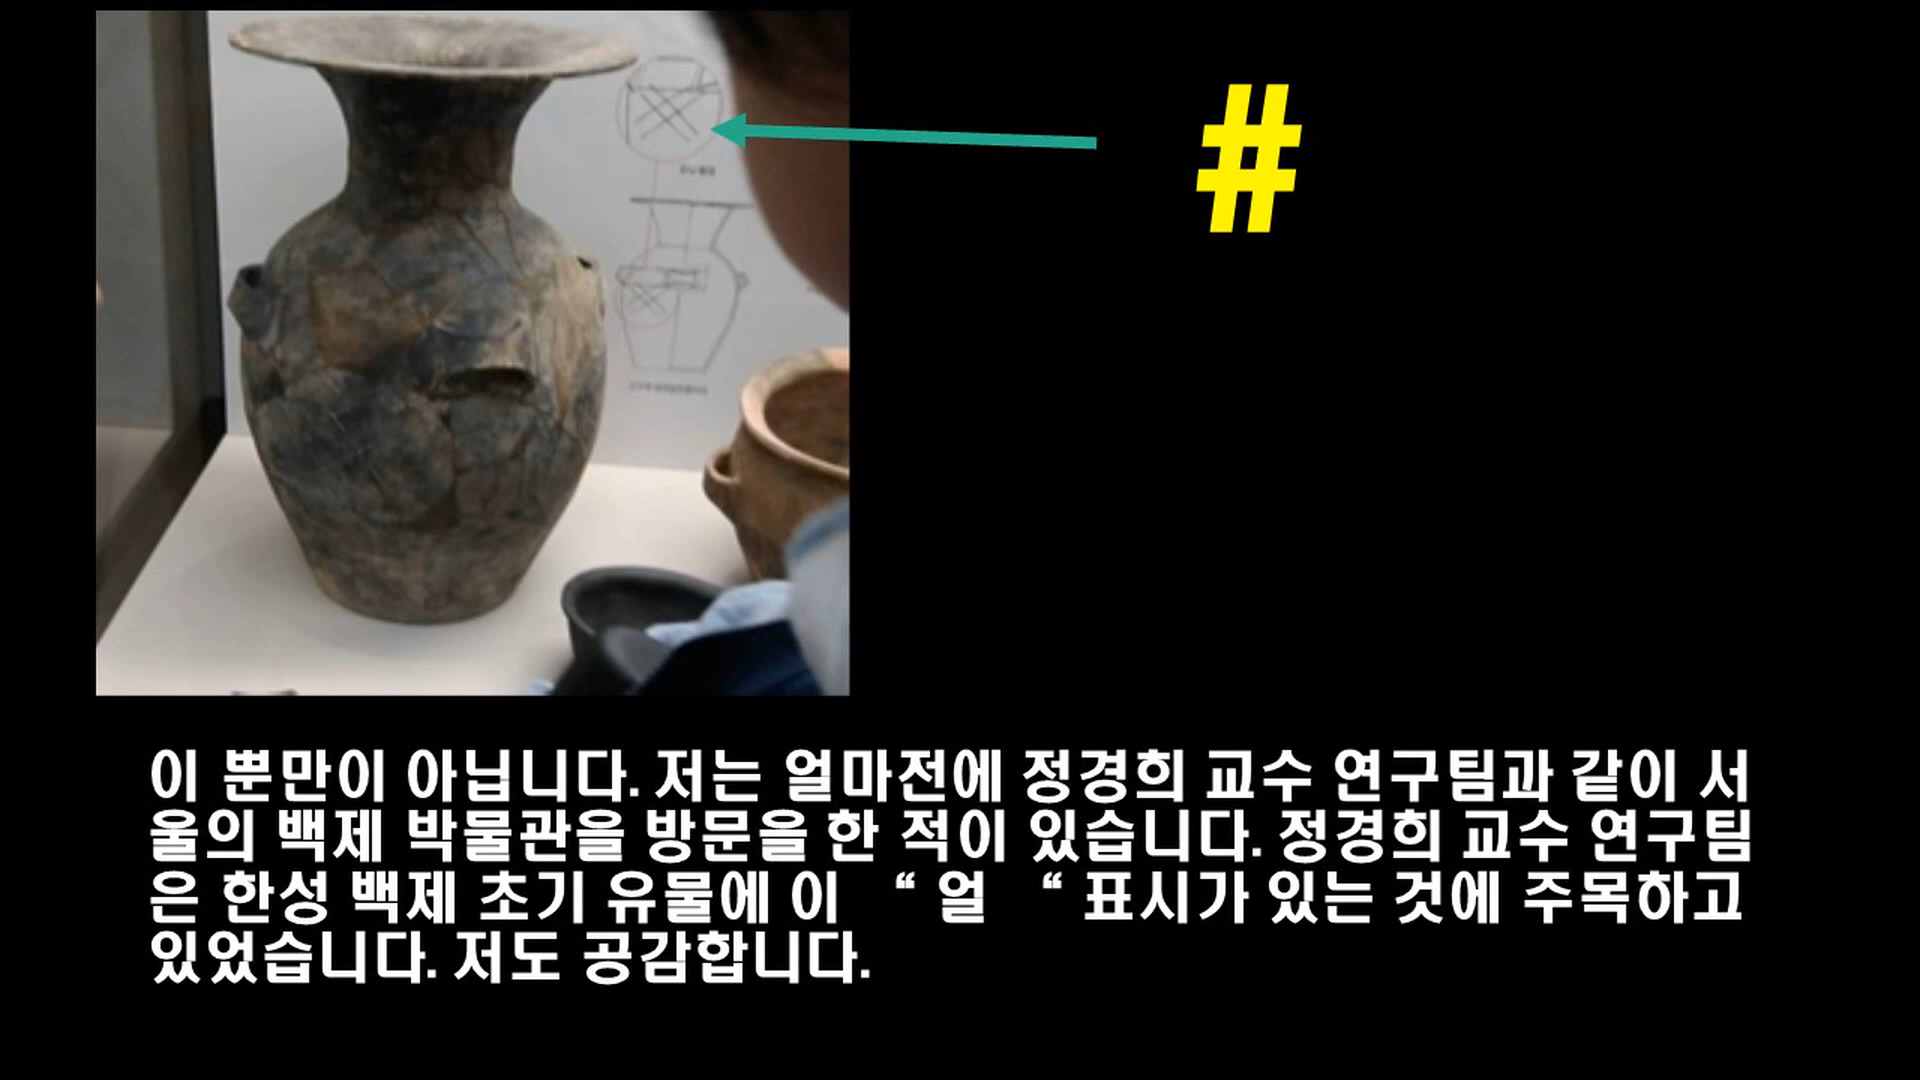 #
이 뿐만이 아닙니다. 저는 얼마전에 정경희 교수 연구팀과 같이 서
울의 백제 박물관을 방문을 한 적이 있습니다. 정경희 교수 연구팀
은 한성 백제 초기 유물에 이 “ 얼 “ 표시가 있는 것에 주목하고
있었습니다. 저도 공감합니다.